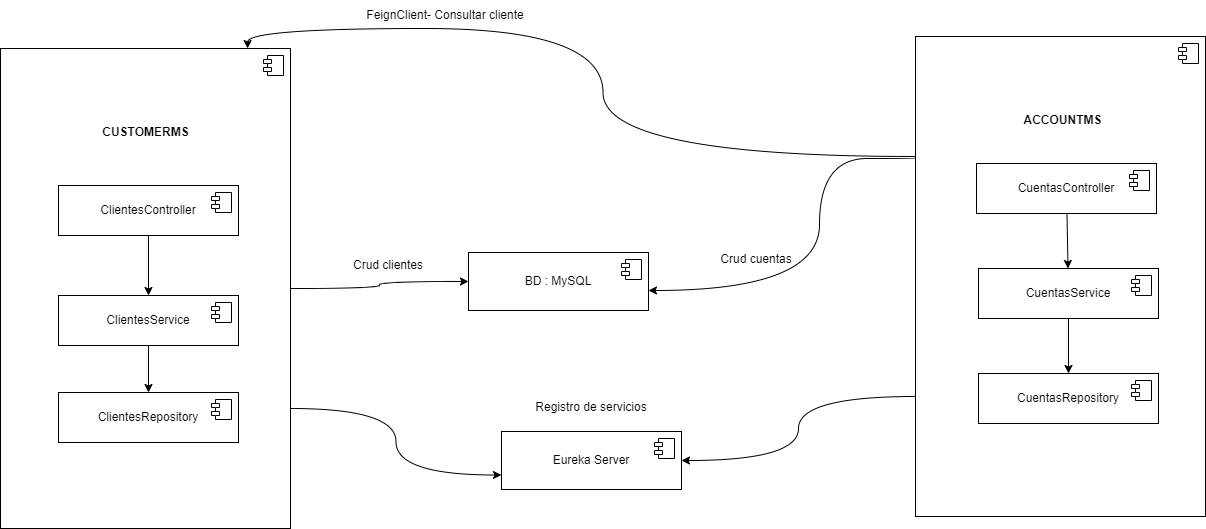 FeignClient- Consultar cliente
CUSTOMERMS
ClientesController
ClientesService
ClientesRepository
Crud clientes
BD : MySQL
Crud cuentas
Registro de servicios
Eureka Server
ACCOUNTMS
CuentasController
CuentasService
CuentasRepository